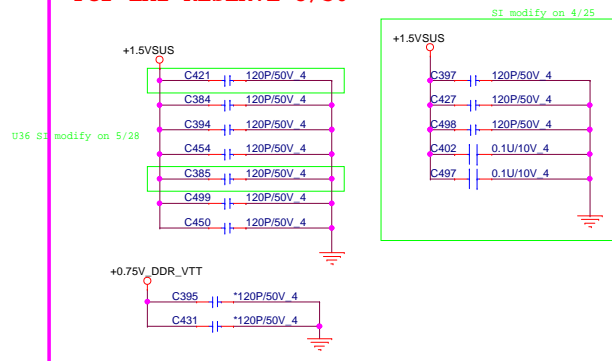 SI modify on 4/25
+1.5VSUS
C421 120P/50V_4
C384 120P/50V_4
C394 120P/50V_4
U36 SI modify on 5/28
C454 120P/50V_4
C385 120P/50V_4
C499 120P/50V_4
C450 120P/50V_4
+1.5VSUS
C397 120P/50V_4
C427 120P/50V_4
C498 120P/50V_4
C402 0.1U/10V_4
C497 0.1U/10V_4
+0.75V_DDR_VTT
C395 *120P/50V_4
C431 *120P/50V_4